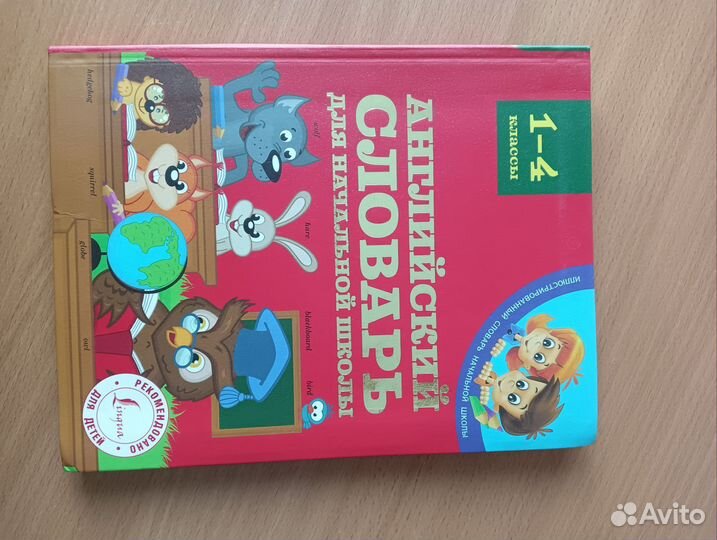 1–4
классы
АНГЛИЙСКИЙ
СЛОВАРЬ
ДЛЯ НАЧАЛЬНОЙ ШКОЛЫ
ИЛЛЮСТРИРОВАННЫЙ СЛОВАРЬ НАЧАЛЬНОЙ ШКОЛЫ
hedgehog
squirrel
globe
owl
wolf
hare
blackboard
bird
РЕКОМЕНДОВАНО
Lingua
ДЛЯ ДЕТЕЙ
Avito